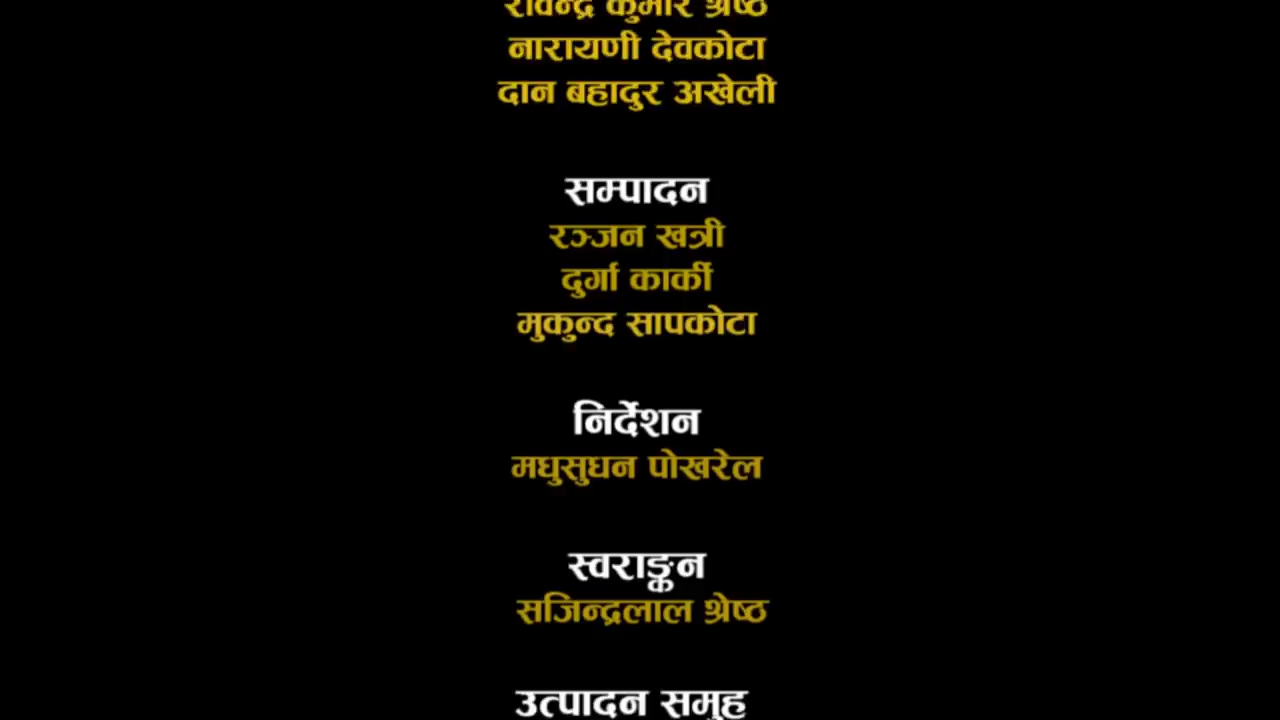 रविन्द्र कुमार श्रेष्ठ
नारायणी देवकोटा
दान बहादुर अखेली
सम्पादन
रञ्जन खत्री
दुर्गा कार्की
मुकुन्द सापकोटा
निर्देशन
मधुसुधन पोखरेल
स्वराङ्कन
सजिन्द्रलाल श्रेष्ठ
उत्पादन समुह